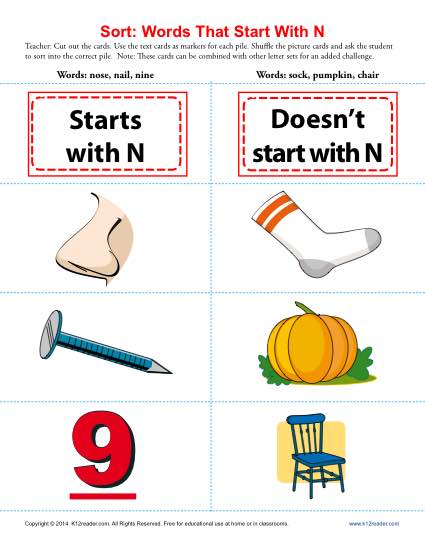 Sort: Words That Start With N
Teacher: Cut out the cards. Use the text cards as markers for each pile. Shuffle the picture cards and ask the student
to sort into the correct pile. Note: These cards can be combined with other letter sets for an added challenge.
Words: nose, nail, nine
Words: sock, pumpkin, chair
Starts
with N
Doesn't
start with N
9
Copyright © 2014 K12reader.com. All Rights Reserved. Free for educational use at home or in classrooms.
www.k12reader.com